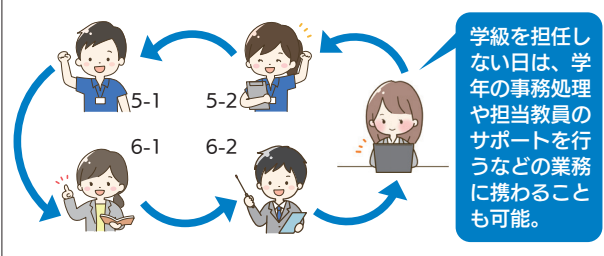 5-1
5-2
6-1
6-2
学級を担任し
ない日は、学
年の事務処理
や担当教員の
サポートを行
うなどの業務
に携わること
も可能。